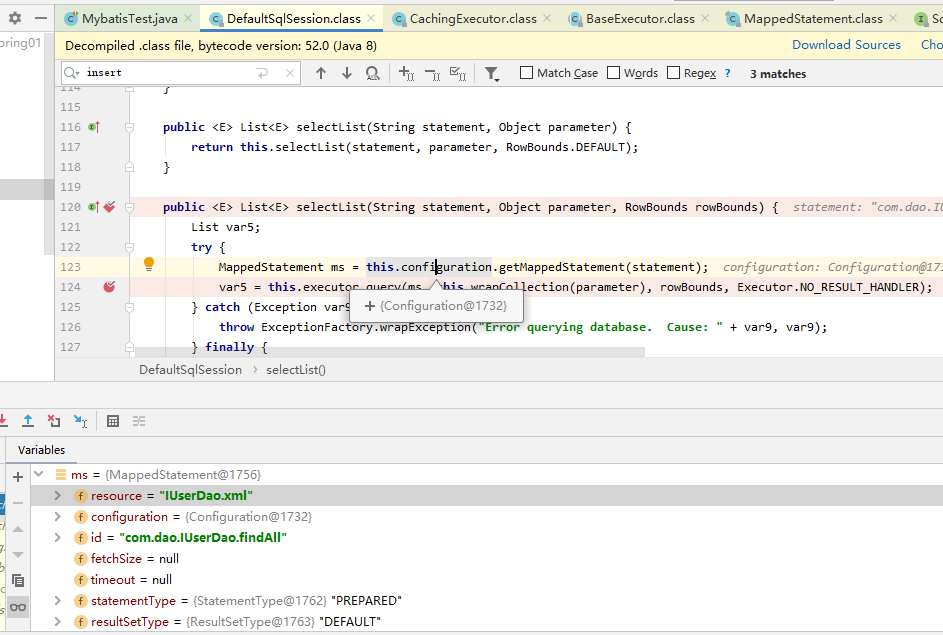 MybatisTest.java
DefaultSqlSession.class
CachingExecutor.class
BaseExecutor.class
MappedStatement.class
oring01
Decompiled .class file, bytecode version: 52.0 (Java 8)
Download Sources
insert
Match Case
Words
Regex
?
3 matches
114 }
115
116 public <E> List<E> selectList(String statement, Object parameter) {
117 return this.selectList(statement, parameter, RowBounds.DEFAULT);
118 }
119
120 public <E> List<E> selectList(String statement, Object parameter, RowBounds rowBounds) { statement: "com.dao.IU
121 List var5;
122 try {
123 MappedStatement ms = this.configuration.getMappedStatement(statement); configuration: Configuration@173
124 var5 = this.executor.query(ms, this.wrapCollection(parameter), rowBounds, Executor.NO_RESULT_HANDLER);
+ {Configuration@1732}
125 } catch (Exception var9
126 throw ExceptionFactory.wrapException("Error querying database. Cause: " + var9, var9);
127 } finally {
DefaultSqlSession › selectList()
Variables
ms = {MappedStatement@1756}
resource = "IUserDao.xml"
configuration = {Configuration@1732}
id = "com.dao.IUserDao.findAll"
fetchSize = null
timeout = null
statementType = {StatementType@1762} "PREPARED"
resultSetType = {ResultSetType@1763} "DEFAULT"